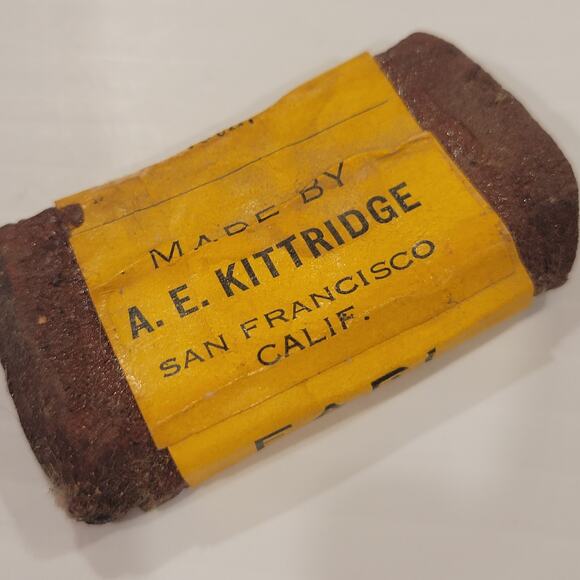 MADE BY
A. E. KITTRIDGE
SAN FRANCISCO
CALIF.